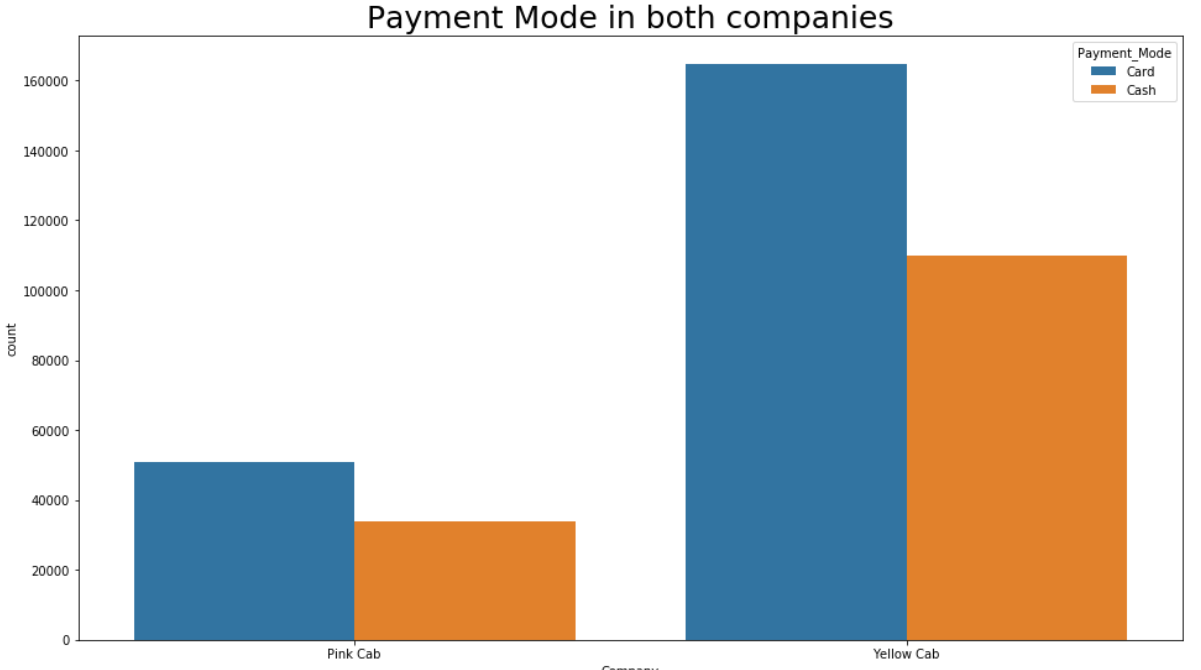 Payment Mode in both companies
Payment_Mode
Card
Cash
160000
140000
120000
100000
80000
60000
40000
20000
0
count
Pink Cab
Yellow Cab
Company